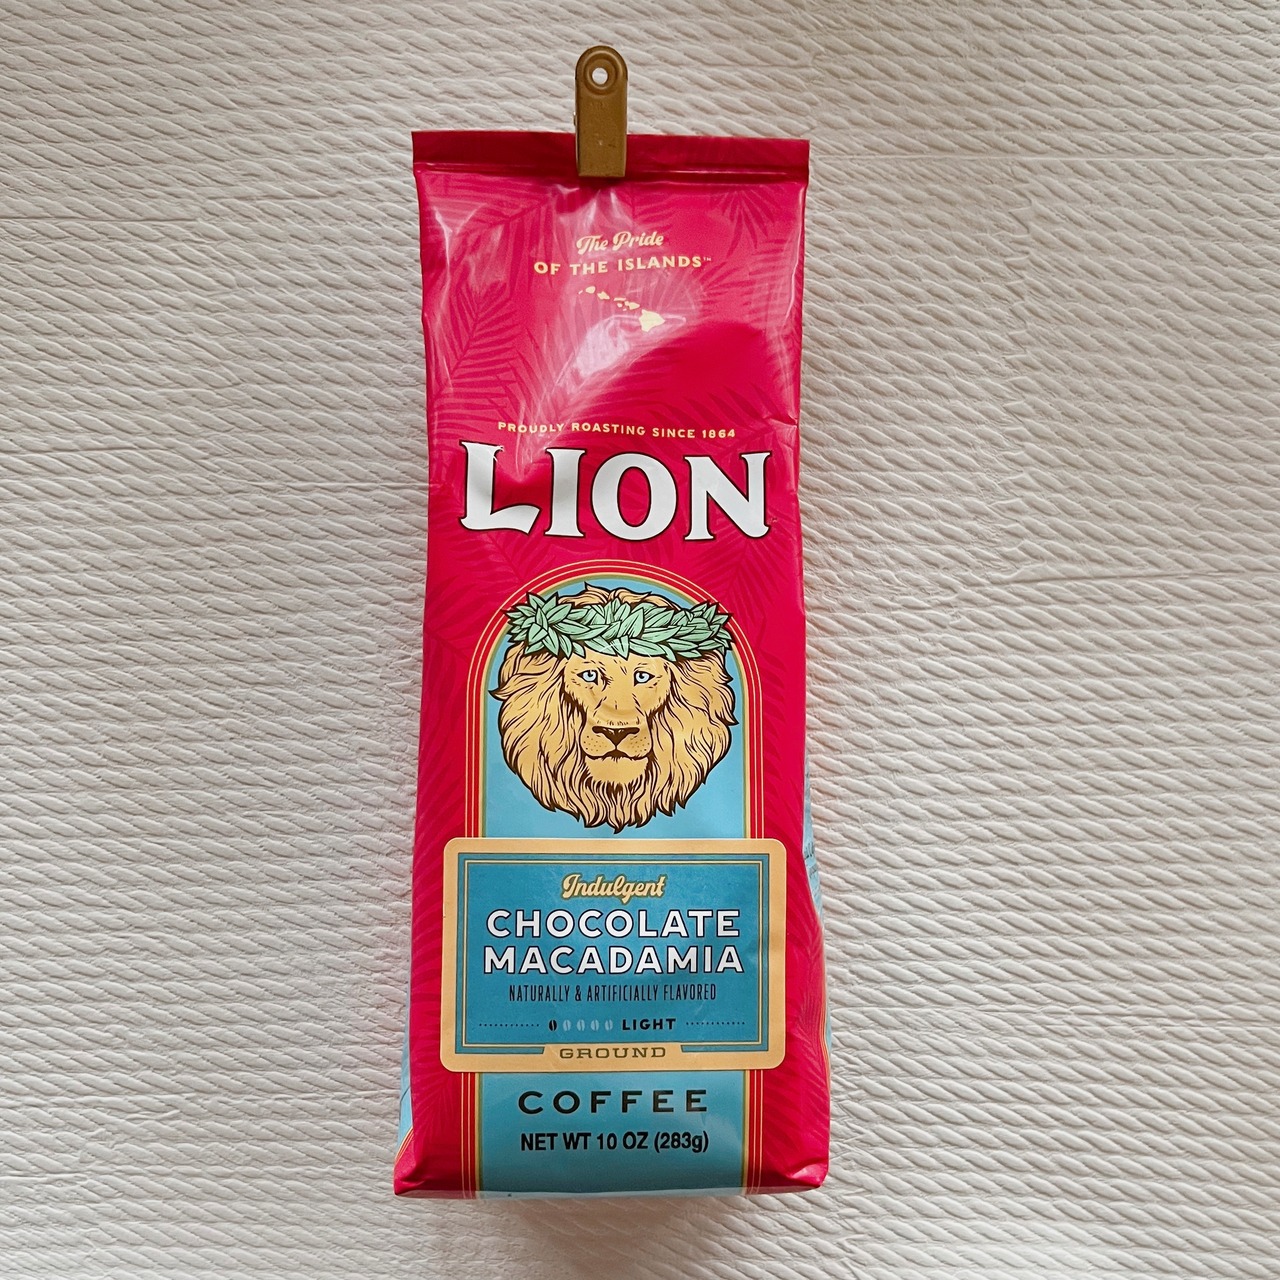 The Pride
OF THE ISLANDS™
PROUDLY ROASTING SINCE 1864
LION
Indulgent
CHOCOLATE
MACADAMIA
NATURALLY & ARTIFICIALLY FLAVORED
LIGHT
GROUND
COFFEE
NET WT 10 OZ (283g)